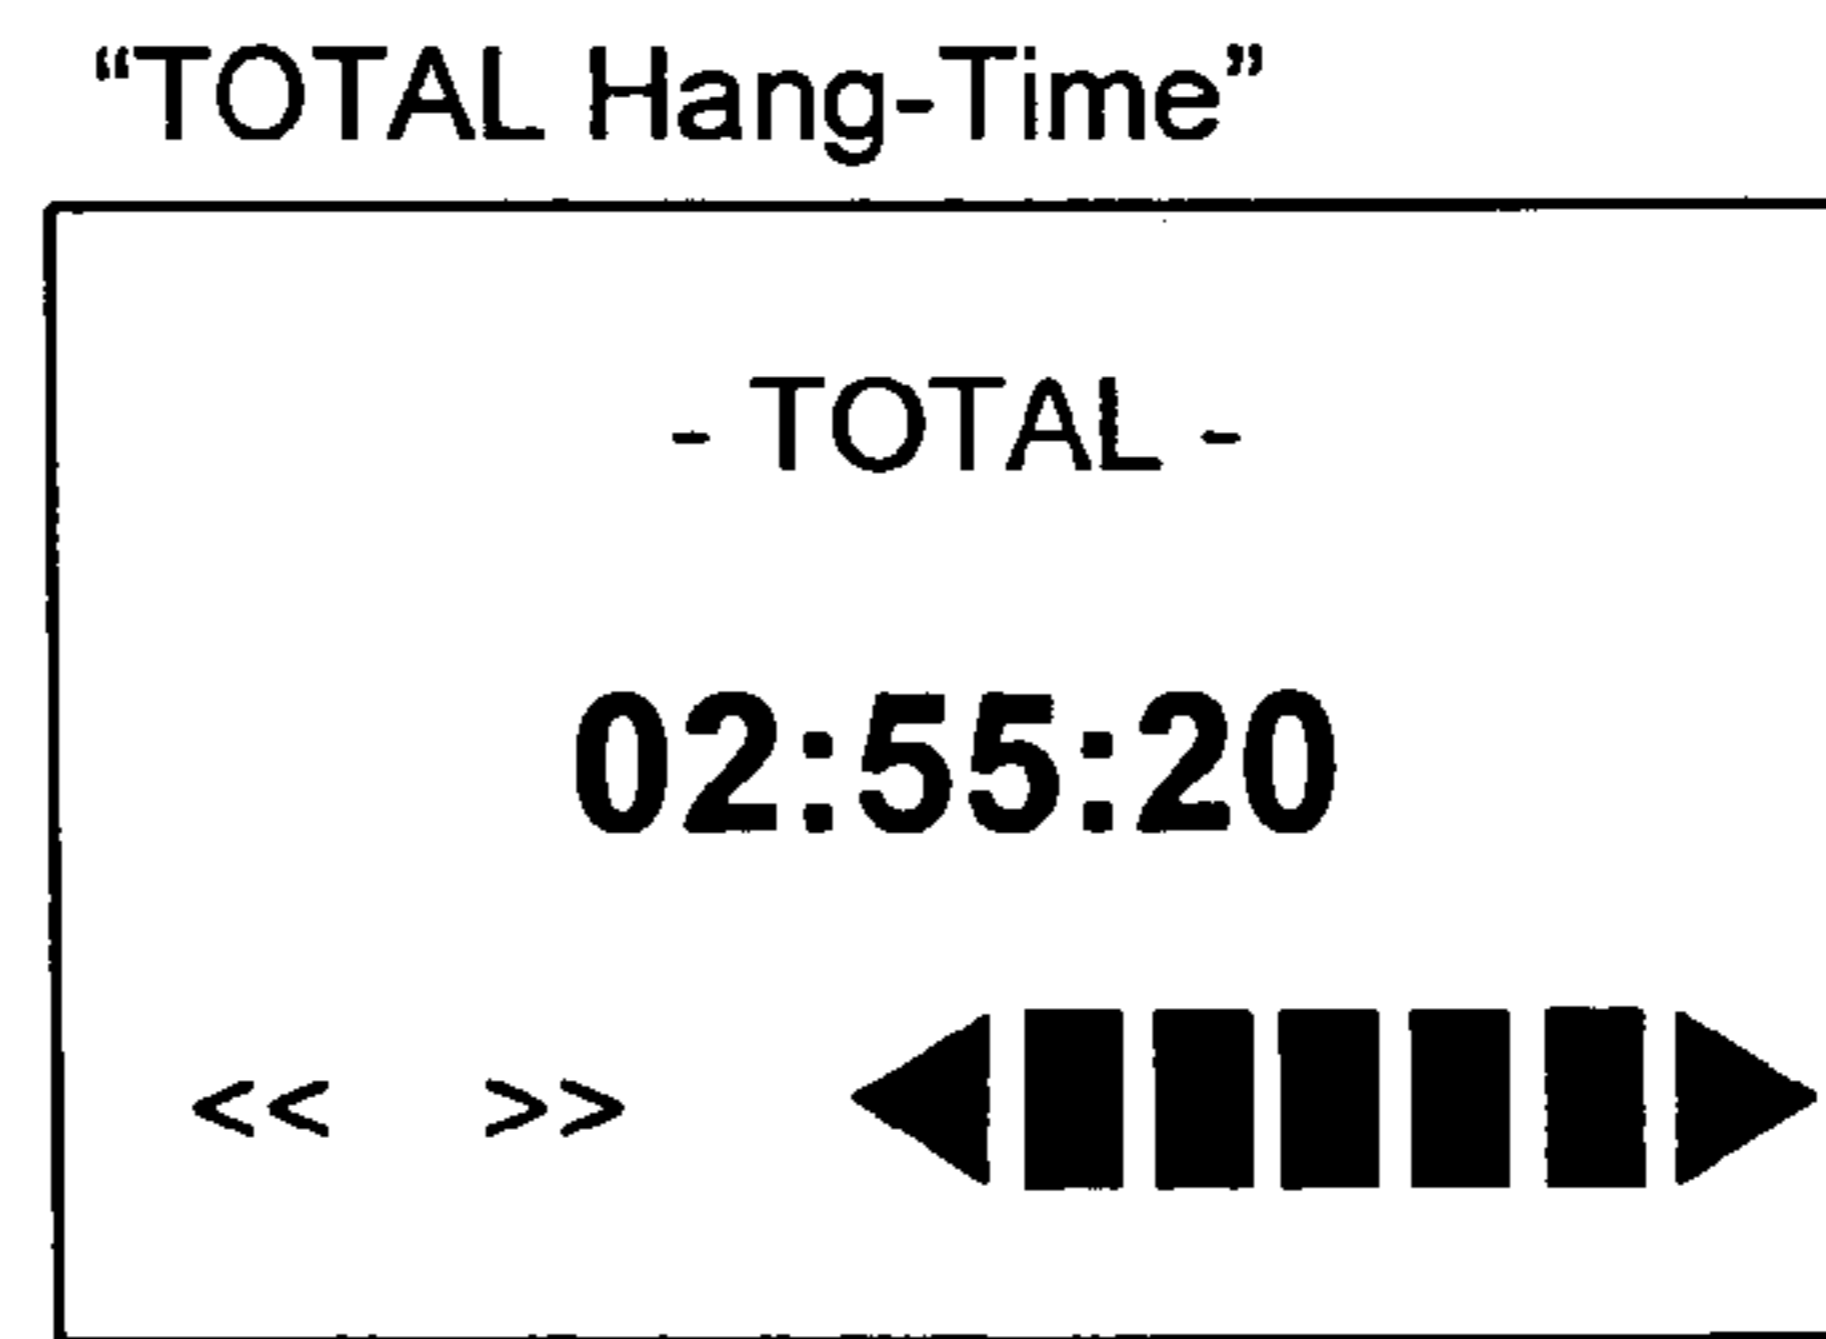 “TOTAL Hang-Time”
- TOTAL -
02:55:20
<< >>